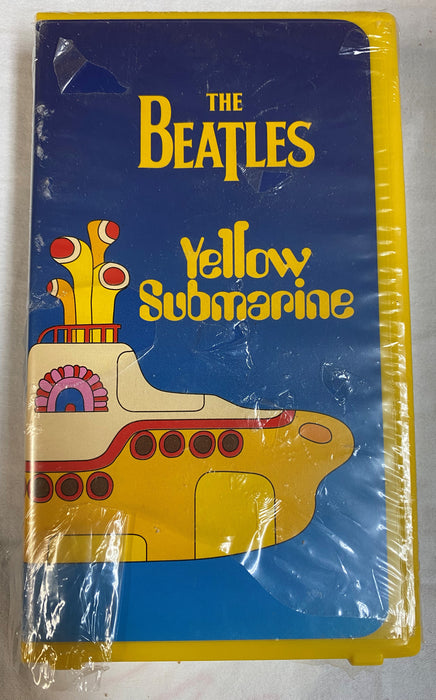 THE
BEATLES
Yellow
Submarine